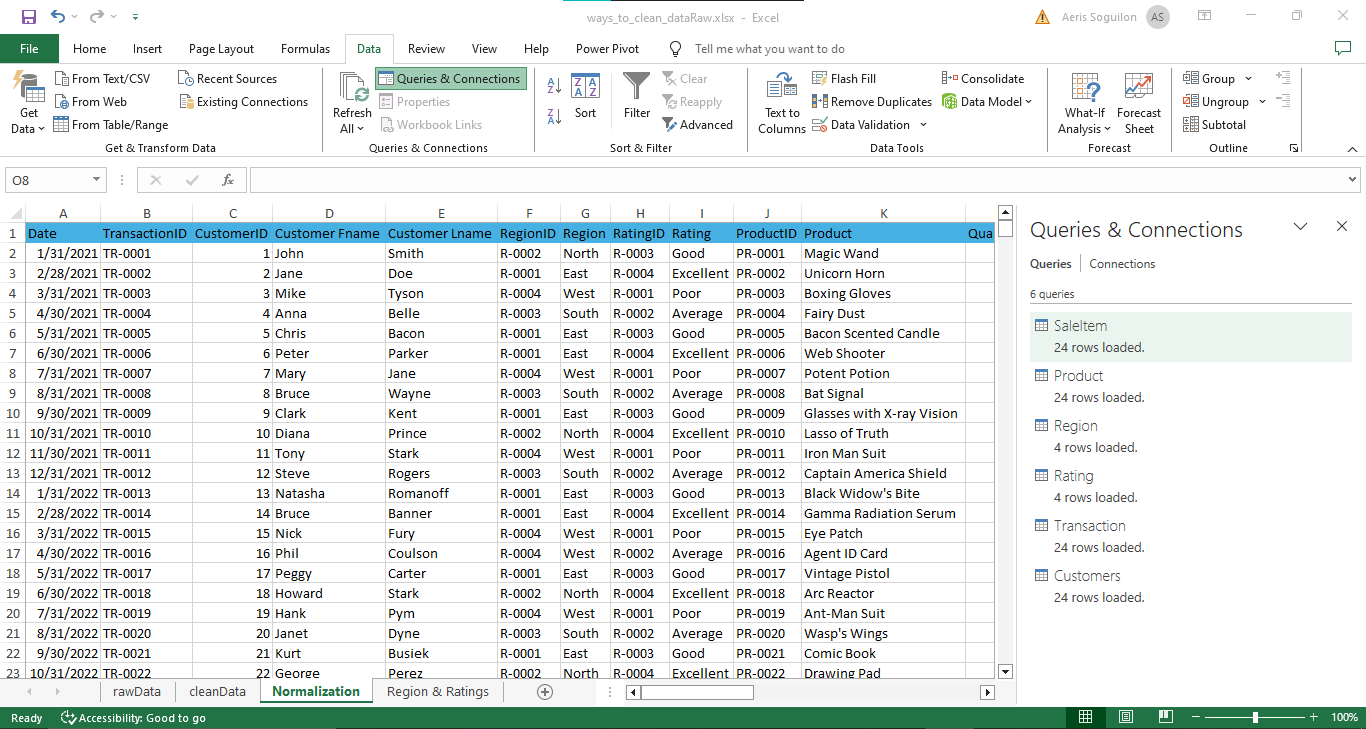 ways_to_clean_dataRaw.xlsx - Excel
Aeris Soguilon AS
File Home Insert Page Layout Formulas Data Review View Help Power Pivot Tell me what you want to do
Get Data
From Text/CSV
From Web
From Table/Range
Recent Sources
Existing Connections
Get & Transform Data
Refresh All
Queries & Connections
Properties
Workbook Links
Queries & Connections
Sort
Filter
Clear
Reapply
Advanced
Sort & Filter
Text to Columns
Flash Fill
Remove Duplicates
Data Validation
Consolidate
Data Model
Data Tools
What-If Analysis
Forecast Sheet
Forecast
Group
Ungroup
Subtotal
Outline
O8 fx
A B C D E F G H I J K
1 Date TransactionID CustomerID Customer Fname Customer Lname RegionID Region RatingID Rating ProductID Product Qua
2 1/31/2021 TR-0001 1 John Smith R-0002 North R-0003 Good PR-0001 Magic Wand
3 2/28/2021 TR-0002 2 Jane Doe R-0001 East R-0004 Excellent PR-0002 Unicorn Horn
4 3/31/2021 TR-0003 3 Mike Tyson R-0004 West R-0001 Poor PR-0003 Boxing Gloves
5 4/30/2021 TR-0004 4 Anna Belle R-0003 South R-0002 Average PR-0004 Fairy Dust
6 5/31/2021 TR-0005 5 Chris Bacon R-0001 East R-0003 Good PR-0005 Bacon Scented Candle
7 6/30/2021 TR-0006 6 Peter Parker R-0001 East R-0004 Excellent PR-0006 Web Shooter
8 7/31/2021 TR-0007 7 Mary Jane R-0004 West R-0001 Poor PR-0007 Potent Potion
9 8/31/2021 TR-0008 8 Bruce Wayne R-0003 South R-0002 Average PR-0008 Bat Signal
10 9/30/2021 TR-0009 9 Clark Kent R-0001 East R-0003 Good PR-0009 Glasses with X-ray Vision
11 10/31/2021 TR-0010 10 Diana Prince R-0002 North R-0004 Excellent PR-0010 Lasso of Truth
12 11/30/2021 TR-0011 11 Tony Stark R-0004 West R-0001 Poor PR-0011 Iron Man Suit
13 12/31/2021 TR-0012 12 Steve Rogers R-0003 South R-0002 Average PR-0012 Captain America Shield
14 1/31/2022 TR-0013 13 Natasha Romanoff R-0001 East R-0003 Good PR-0013 Black Widow's Bite
15 2/28/2022 TR-0014 14 Bruce Banner R-0001 East R-0004 Excellent PR-0014 Gamma Radiation Serum
16 3/31/2022 TR-0015 15 Nick Fury R-0004 West R-0001 Poor PR-0015 Eye Patch
17 4/30/2022 TR-0016 16 Phil Coulson R-0004 West R-0002 Average PR-0016 Agent ID Card
18 5/31/2022 TR-0017 17 Peggy Carter R-0001 East R-0003 Good PR-0017 Vintage Pistol
19 6/30/2022 TR-0018 18 Howard Stark R-0002 North R-0004 Excellent PR-0018 Arc Reactor
20 7/31/2022 TR-0019 19 Hank Pym R-0004 West R-0001 Poor PR-0019 Ant-Man Suit
21 8/31/2022 TR-0020 20 Janet Dyne R-0003 South R-0002 Average PR-0020 Wasp's Wings
22 9/30/2022 TR-0021 21 Kurt Busiek R-0001 East R-0003 Good PR-0021 Comic Book
23 10/31/2022 TR-0022 22 George Perez R-0002 North R-0004 Excellent PR-0022 Drawing Pad
Queries & Connections
Queries Connections
6 queries
SaleItem
24 rows loaded.
Product
24 rows loaded.
Region
4 rows loaded.
Rating
4 rows loaded.
Transaction
24 rows loaded.
Customers
24 rows loaded.
rawData cleanData Normalization Region & Ratings
Ready Accessibility: Good to go 100%